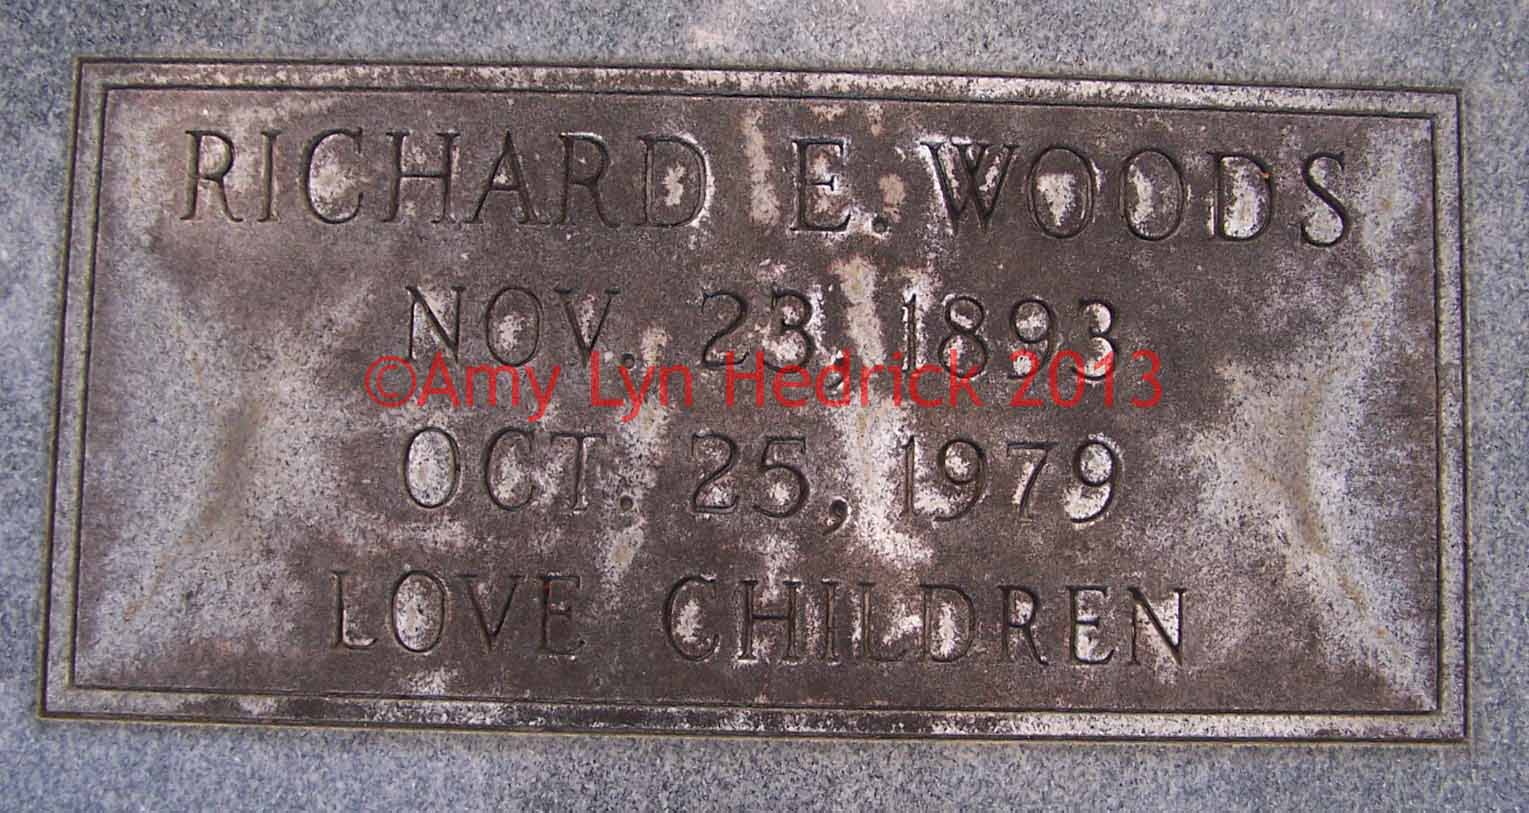 RICHARD E. WOODS
NOV. 23, 1893
©Amy Lyn Hedrick 2013
OCT. 25, 1979
LOVE CHILDREN